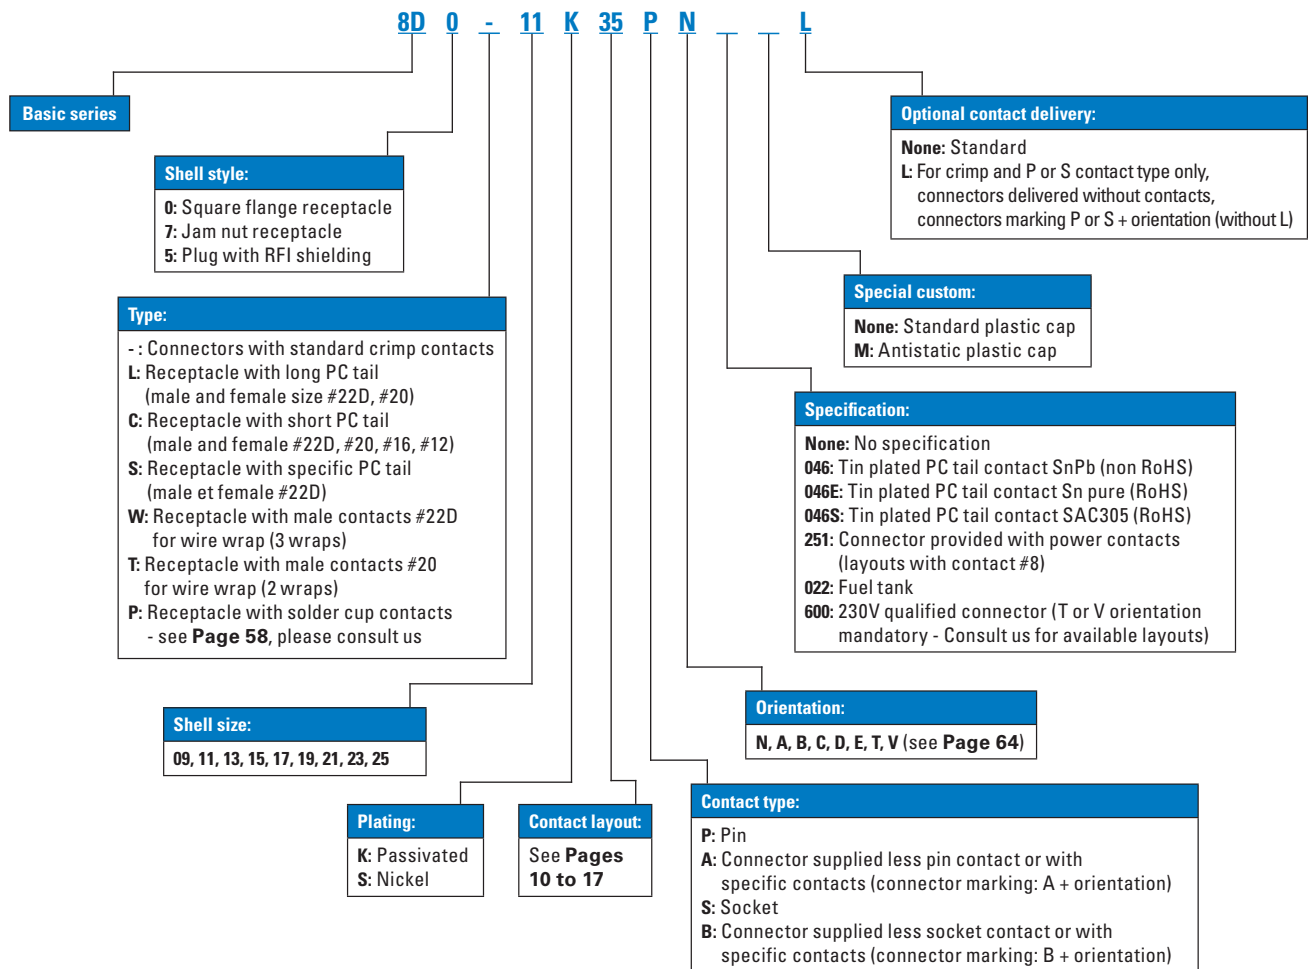 8D 0 - 11 K 35 P N _ _ L
Basic series
Optional contact delivery:
None: Standard
L: For crimp and P or S contact type only,
connectors delivered without contacts,
connectors marking P or S + orientation (without L)
Shell style:
0: Square flange receptacle
7: Jam nut receptacle
5: Plug with RFI shielding
Special custom:
None: Standard plastic cap
M: Antistatic plastic cap
Type:
- : Connectors with standard crimp contacts
L: Receptacle with long PC tail
(male and female size #22D, #20)
C: Receptacle with short PC tail
(male and female #22D, #20, #16, #12)
S: Receptacle with specific PC tail
(male et female #22D)
W: Receptacle with male contacts #22D
for wire wrap (3 wraps)
T: Receptacle with male contacts #20
for wire wrap (2 wraps)
P: Receptacle with solder cup contacts
- see Page 58, please consult us
Specification:
None: No specification
046: Tin plated PC tail contact SnPb (non RoHS)
046E: Tin plated PC tail contact Sn pure (RoHS)
046S: Tin plated PC tail contact SAC305 (RoHS)
251: Connector provided with power contacts
(layouts with contact #8)
022: Fuel tank
600: 230V qualified connector (T or V orientation
mandatory - Consult us for available layouts)
Shell size:
09, 11, 13, 15, 17, 19, 21, 23, 25
Orientation:
N, A, B, C, D, E, T, V (see Page 64)
Plating:
K: Passivated
S: Nickel
Contact layout:
See Pages
10 to 17
Contact type:
P: Pin
A: Connector supplied less pin contact or with
specific contacts (connector marking: A + orientation)
S: Socket
B: Connector supplied less socket contact or with
specific contacts (connector marking: B + orientation)